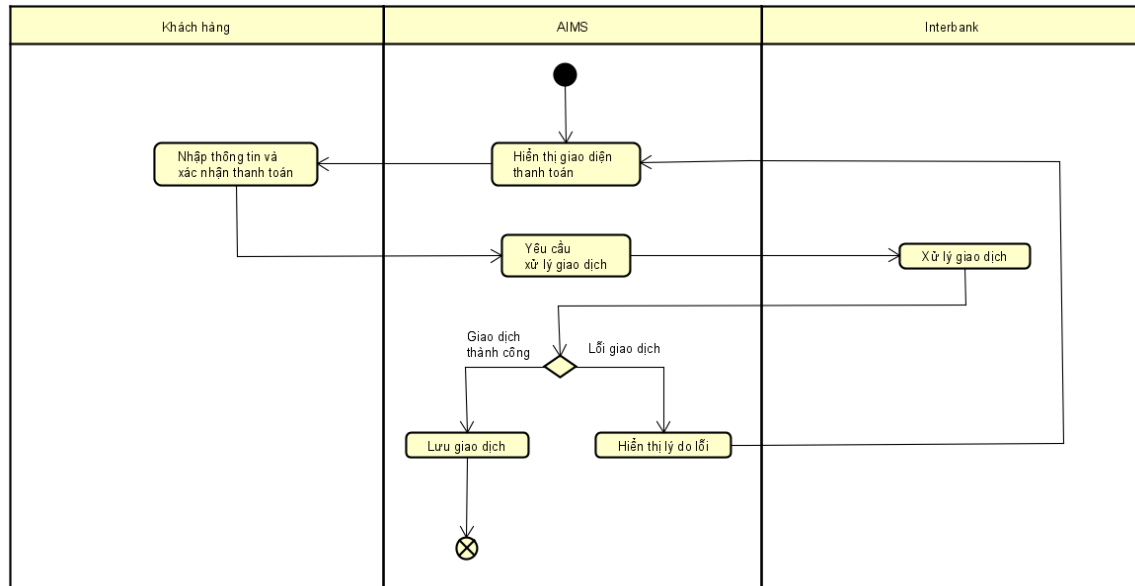 Khách hàng
AIMS
Interbank
Nhập thông tin và
xác nhận thanh toán
Hiển thị giao diện
thanh toán
Yêu cầu
xử lý giao dịch
Xử lý giao dịch
Giao dịch
thành công
Lỗi giao dịch
Lưu giao dịch
Hiển thị lý do lỗi